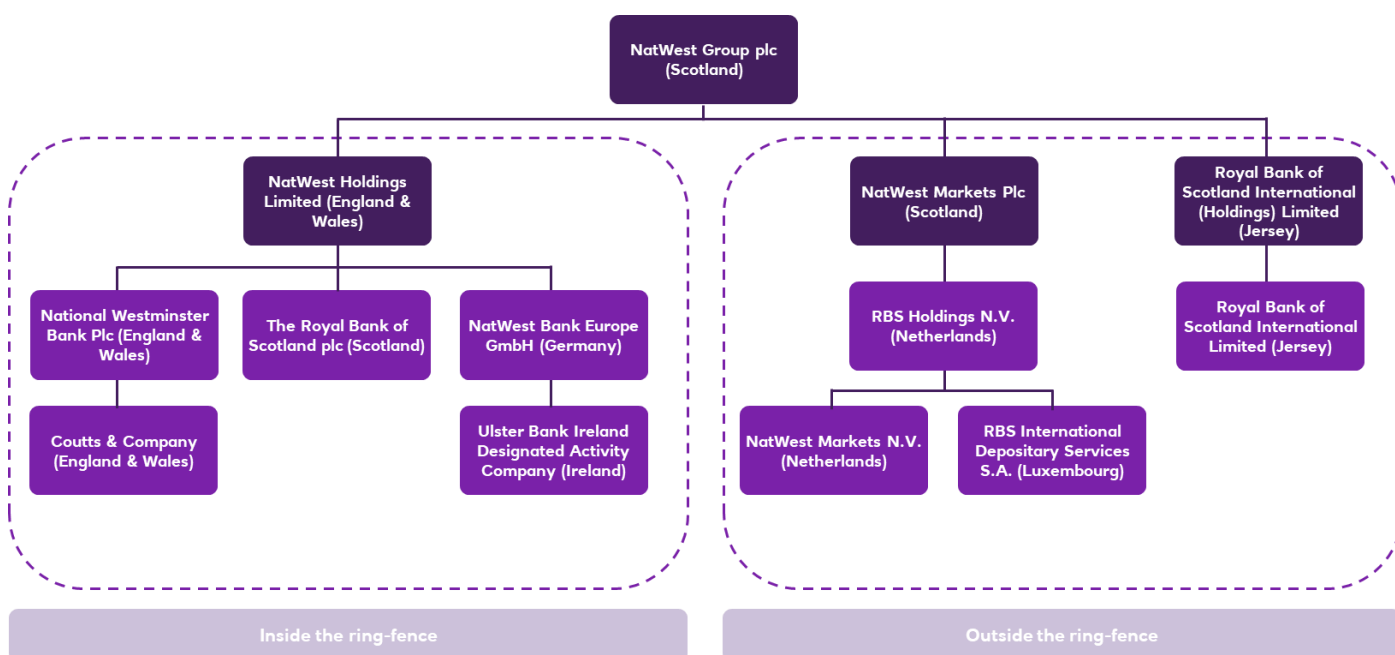 NatWest Group plc
(Scotland)
NatWest Holdings
Limited (England &
Wales)
NatWest Markets Plc
(Scotland)
Royal Bank of
Scotland International
(Holdings) Limited
(Jersey)
National Westminster
Bank Plc (England &
Wales)
The Royal Bank of
Scotland plc (Scotland)
NatWest Bank Europe
GmbH (Germany)
RBS Holdings N.V.
(Netherlands)
Royal Bank of
Scotland International
Limited (Jersey)
Coutts & Company
(England & Wales)
Ulster Bank Ireland
Designated Activity
Company (Ireland)
NatWest Markets N.V.
(Netherlands)
RBS International
Depositary Services
S.A. (Luxembourg)
Inside the ring-fence
Outside the ring-fence